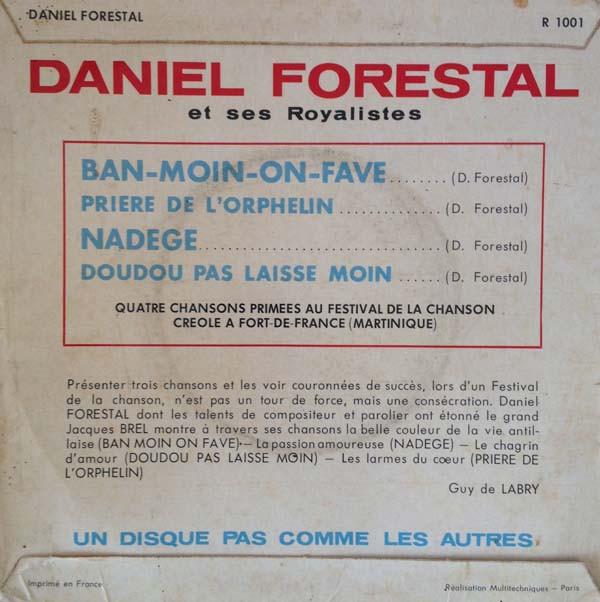 DANIEL FORESTAL
R 1001
DANIEL FORESTAL
et ses Royalistes
BAN-MOIN-ON-FAVE........ (D. Forestal)
PRIERE DE L'ORPHELIN ............. (D. Forestal)
NADEGE............................... (D. Forestal)
DOUDOU PAS LAISSE MOIN ...... (D. Forestal)
QUATRE CHANSONS PRIMEES AU FESTIVAL DE LA CHANSON
CREOLE A FORT-DE-FRANCE (MARTINIQUE)
Présenter trois chansons et les voir couronnées de succès, lors d'un Festival
de la chanson, n'est pas un tour de force, mais une consécration. Daniel
FORESTAL dont les talents de compositeur et parolier ont étonné le grand
Jacques BREL montre à travers ses chansons la belle couleur de la vie antil-
laise (BAN MOIN ON FAVE) — La passion amoureuse (NADEGE) — Le chagrin
d'amour (DOUDOU PAS LAISSE MOIN) — Les larmes du cœur (PRIERE DE
L'ORPHELIN)
Guy de LABRY
UN DISQUE PAS COMME LES AUTRES
Imprimé en France
Réalisation Multitechniques - Paris